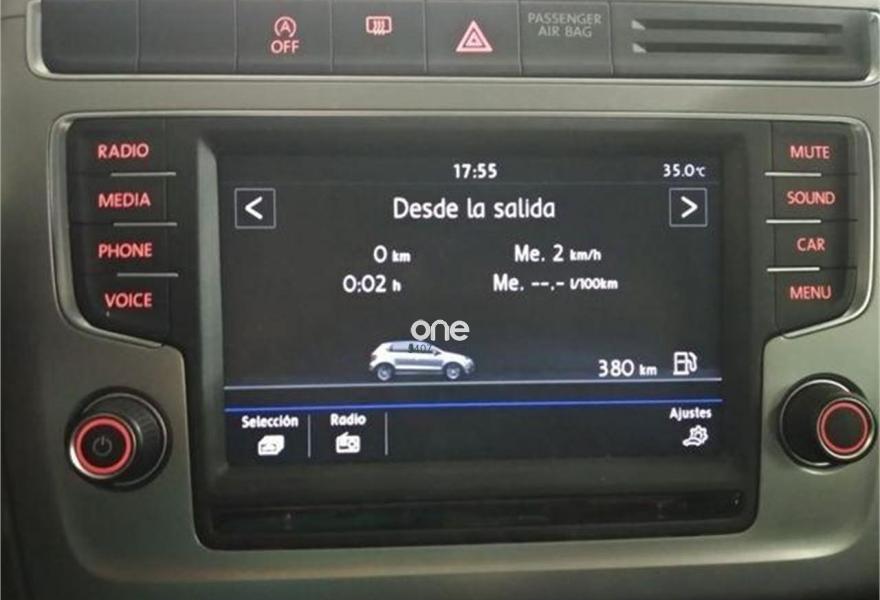 A
OFF
PASSENGER
AIR BAG
RADIO
MEDIA
PHONE
VOICE
17:55
35.0°C
<
Desde la salida
>
0 km
Me. 2 km/h
0:02 h
Me. --.- l/100km
one
380 km
Selección
Radio
Ajustes
MUTE
SOUND
CAR
MENU